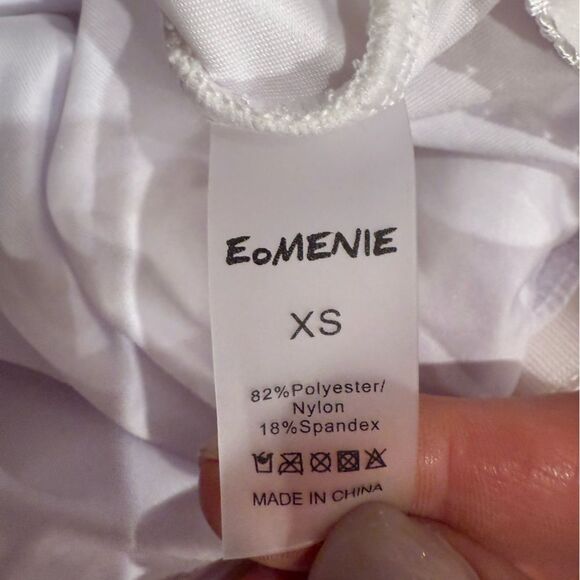 EoMENIE
XS
82%Polyester/
Nylon
18%Spandex
MADE IN CHINA